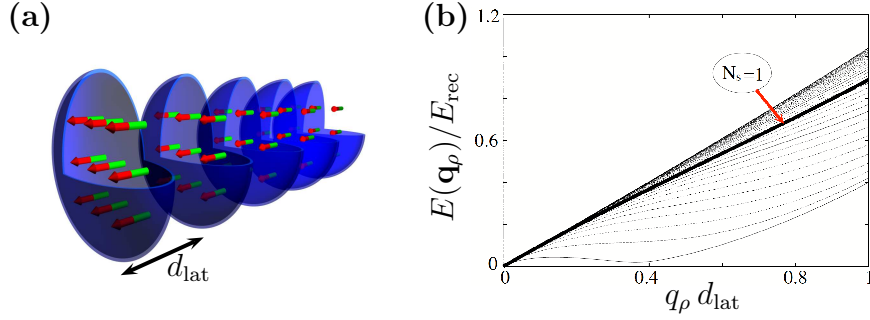 (a)
d_lat
(b)
E(q_ρ)/E_rec
1.2
0.6
0
N_s-1
0
0.4
0.8
1
q_ρ d_lat